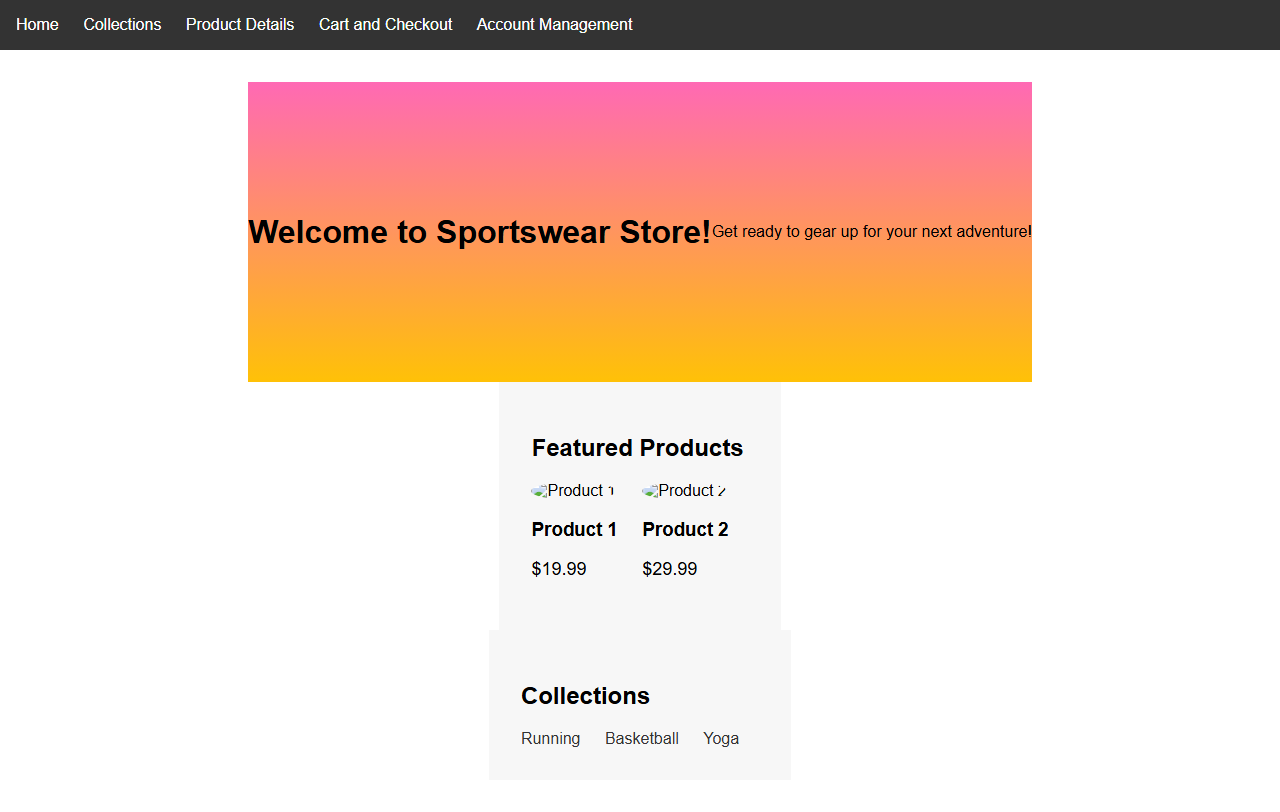 Home Collections Product Details Cart and Checkout Account Management
Welcome to Sportswear Store! Get ready to gear up for your next adventure!
Featured Products
Product 1 Product 2
Product 1 Product 2
$19.99 $29.99
Collections
Running Basketball Yoga